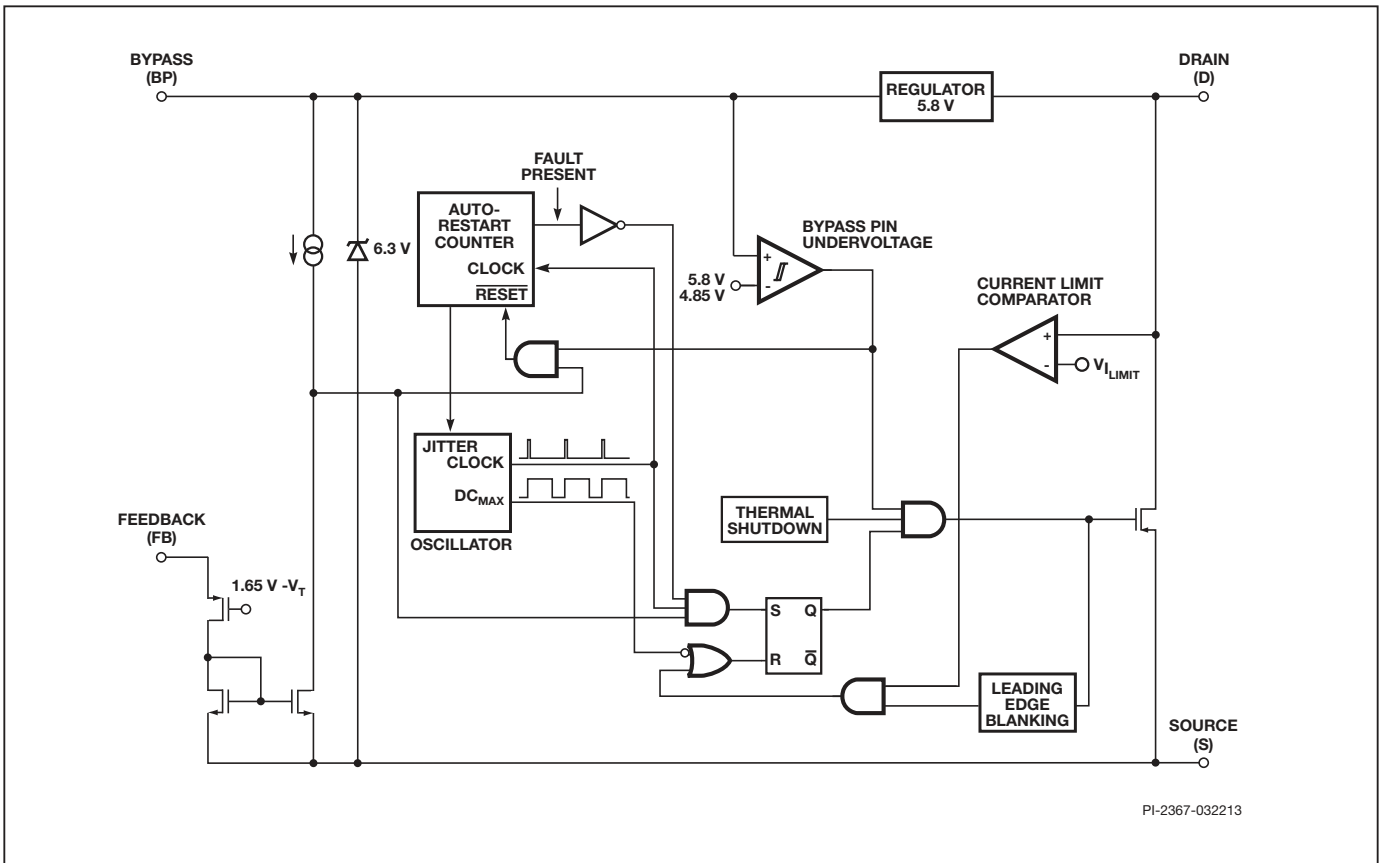 BYPASS
(BP)
DRAIN
(D)
REGULATOR
5.8 V
FAULT
PRESENT
AUTO-
RESTART
COUNTER
CLOCK
RESET
6.3 V
BYPASS PIN
UNDERVOLTAGE
+
-
5.8 V
4.85 V
CURRENT LIMIT
COMPARATOR
+
-
VI LIMIT
JITTER
CLOCK
DCMAX
OSCILLATOR
THERMAL
SHUTDOWN
FEEDBACK
(FB)
1.65 V -VT
S Q
R Q̅
LEADING
EDGE
BLANKING
SOURCE
(S)
PI-2367-032213